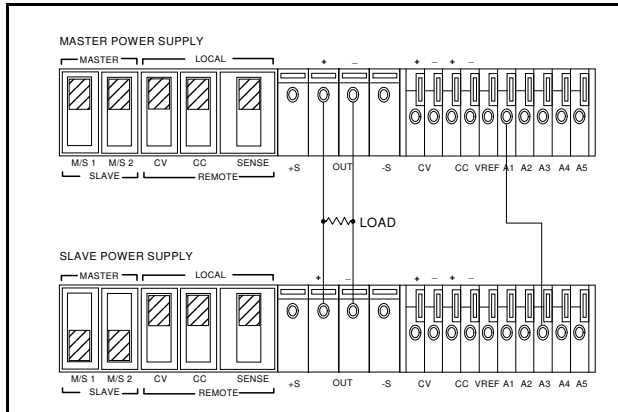 MASTER POWER SUPPLY
MASTER LOCAL
+ – + – + –
M/S 1 M/S 2 CV CC SENSE +S OUT -S CV CC VREF A1 A2 A3 A4 A5
SLAVE REMOTE
LOAD
SLAVE POWER SUPPLY
MASTER LOCAL
+ – + – + –
M/S 1 M/S 2 CV CC SENSE +S OUT -S CV CC VREF A1 A2 A3 A4 A5
SLAVE REMOTE